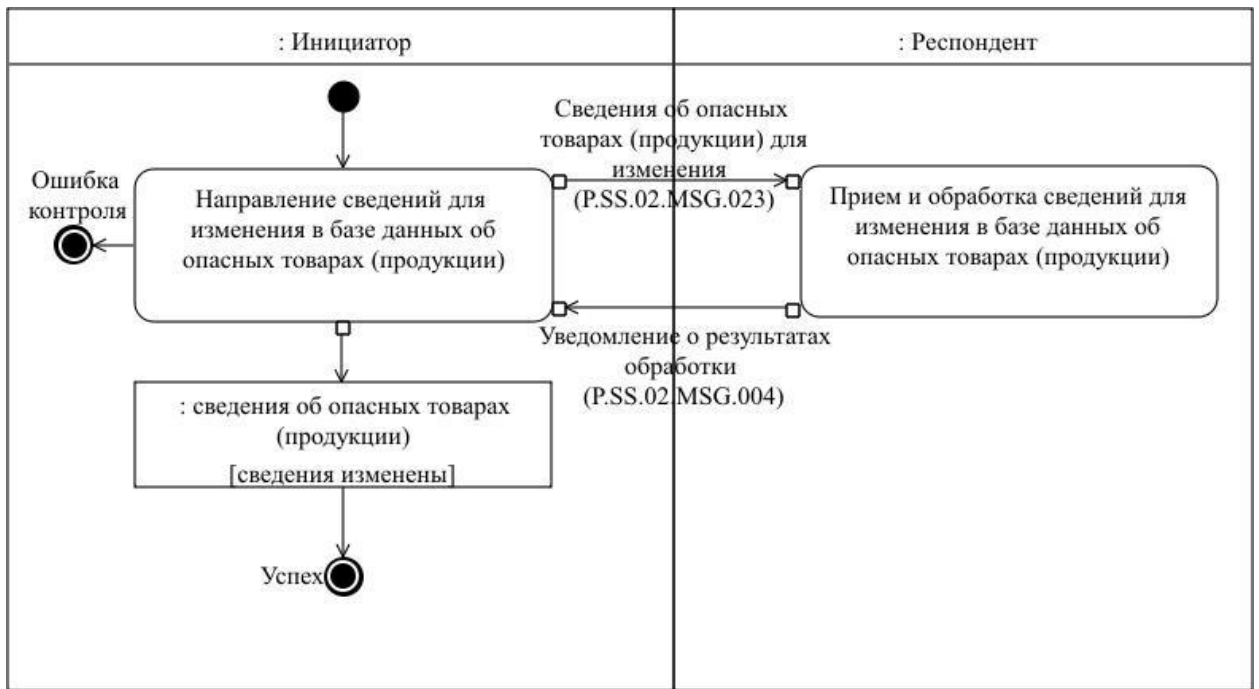 : Инициатор
: Респондент
Сведения об опасных
товарах (продукции) для
изменения
(P.SS.02.MSG.023)
Ошибка
контроля
Направление сведений для
изменения в базе данных об
опасных товарах (продукции)
Прием и обработка сведений для
изменения в базе данных об
опасных товарах (продукции)
Уведомление о результатах
обработки
(P.SS.02.MSG.004)
: сведения об опасных товарах
(продукции)
[сведения изменены]
Успех